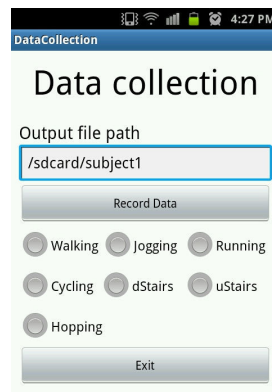 4:27 PM
DataCollection
Data collection
Output file path
/sdcard/subject1
Record Data
Walking Jogging Running
Cycling dStairs uStairs
Hopping
Exit